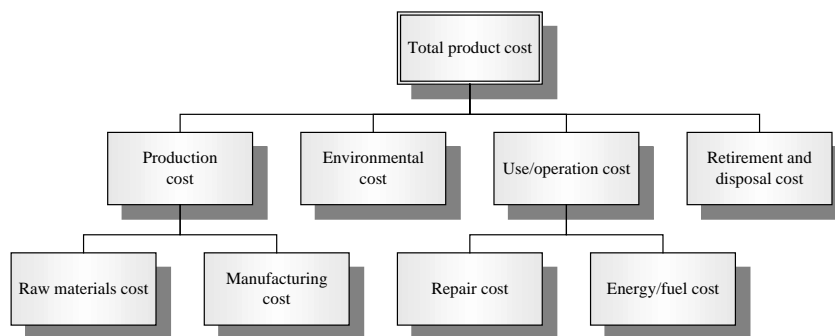 Total product cost
Production
cost
Environmental
cost
Use/operation cost
Retirement and
disposal cost
Raw materials cost
Manufacturing
cost
Repair cost
Energy/fuel cost